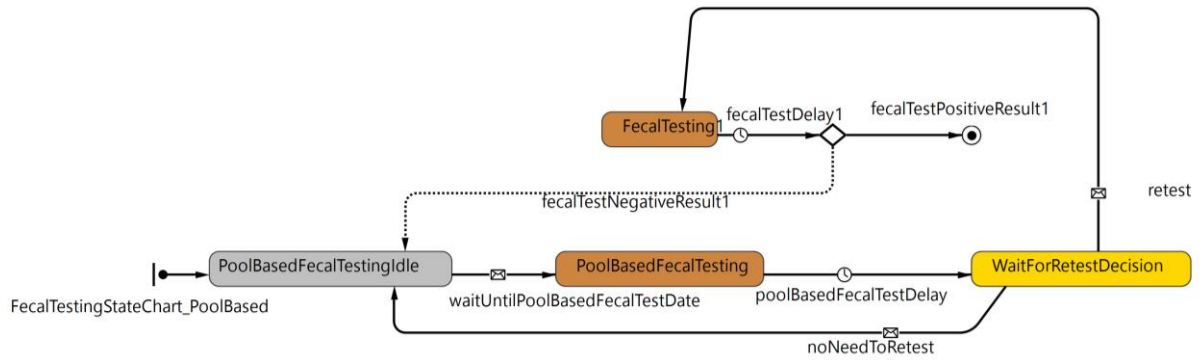 fecalTestDelay1
fecalTestPositiveResult1
FecalTesting1
retest
fecalTestNegativeResult1
PoolBasedFecalTestingIdle
PoolBasedFecalTesting
WaitForRetestDecision
FecalTestingStateChart_PoolBased
waitUntilPoolBasedFecalTestDate
poolBasedFecalTestDelay
noNeedToRetest